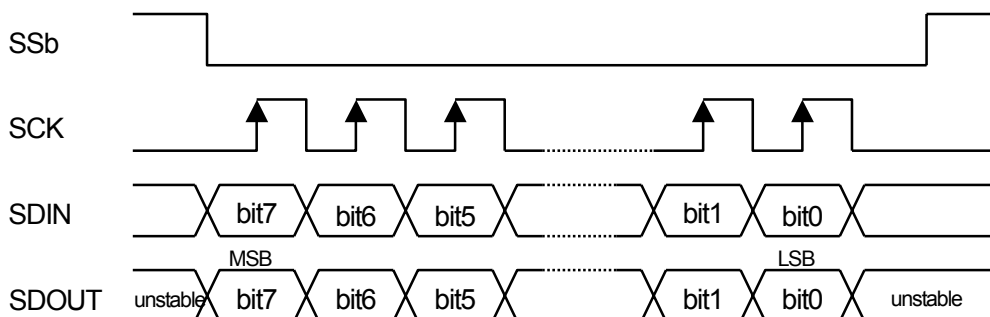 SSb
SCK
SDIN bit7 bit6 bit5 bit1 bit0
MSB LSB
SDOUT unstable bit7 bit6 bit5 bit1 bit0 unstable